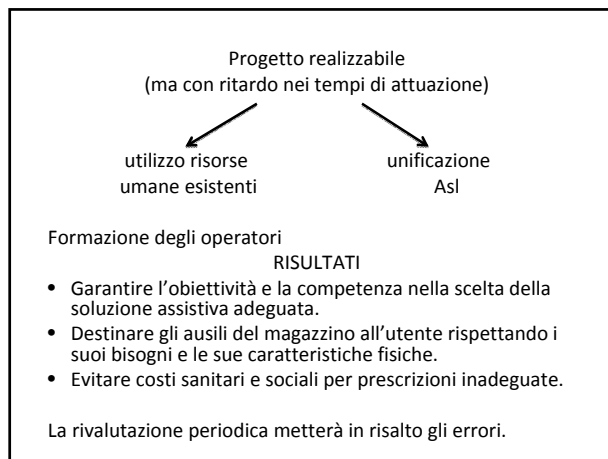 Progetto realizzabile
(ma con ritardo nei tempi di attuazione)
utilizzo risorse
umane esistenti
unificazione
Asl
Formazione degli operatori
RISULTATI
• Garantire l'obiettività e la competenza nella scelta della
soluzione assistiva adeguata.
• Destinare gli ausili del magazzino all'utente rispettando i
suoi bisogni e le sue caratteristiche fisiche.
• Evitare costi sanitari e sociali per prescrizioni inadeguate.
La rivalutazione periodica metterà in risalto gli errori.